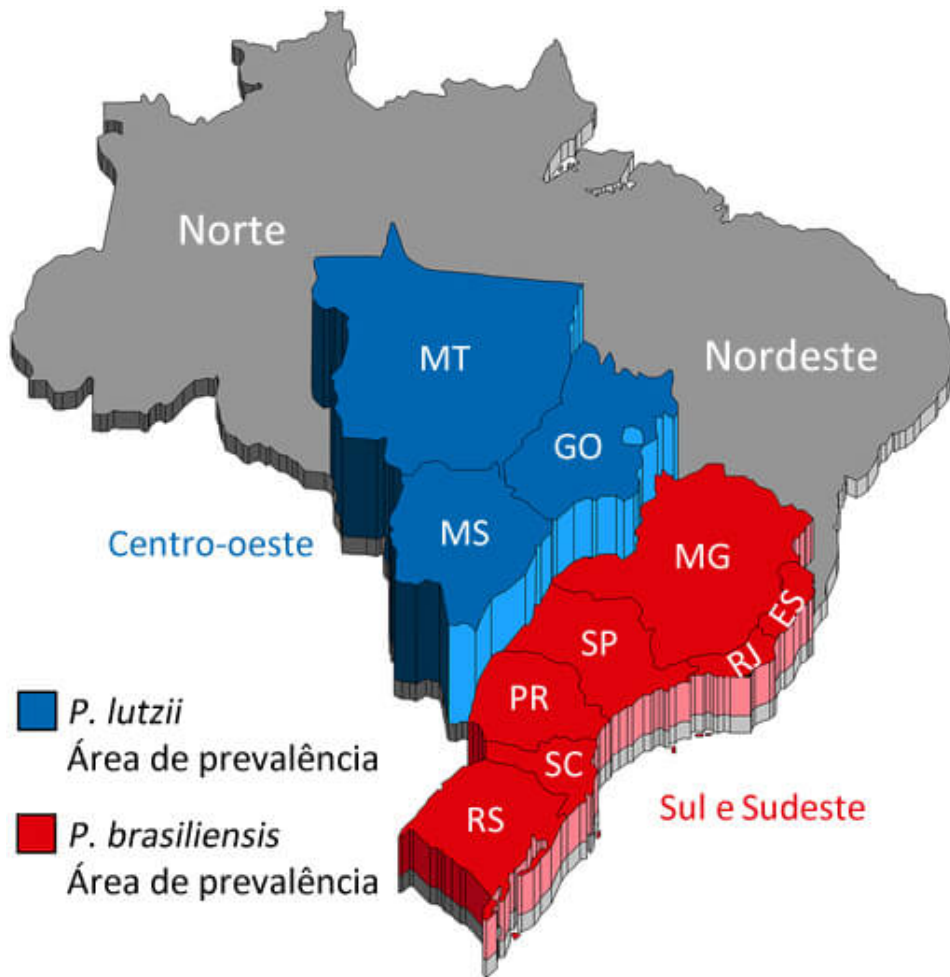 Norte
MT
Nordeste
GO
Centro-oeste
MS
MG
ES
SP
RJ
PR
P. lutzii
Área de prevalência
SC
Sul e Sudeste
RS
P. brasiliensis
Área de prevalência